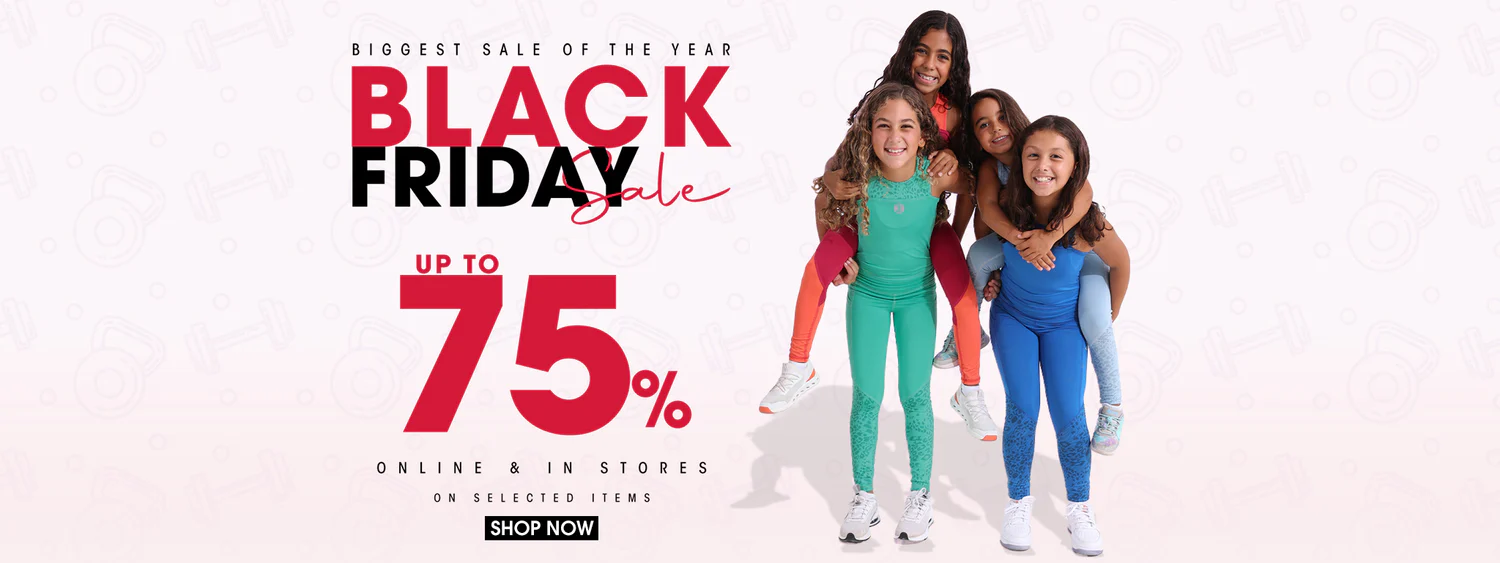 BIGGEST SALE OF THE YEAR
BLACK
FRIDAY Sale
UP TO
75%
ONLINE & IN STORES
ON SELECTED ITEMS
SHOP NOW